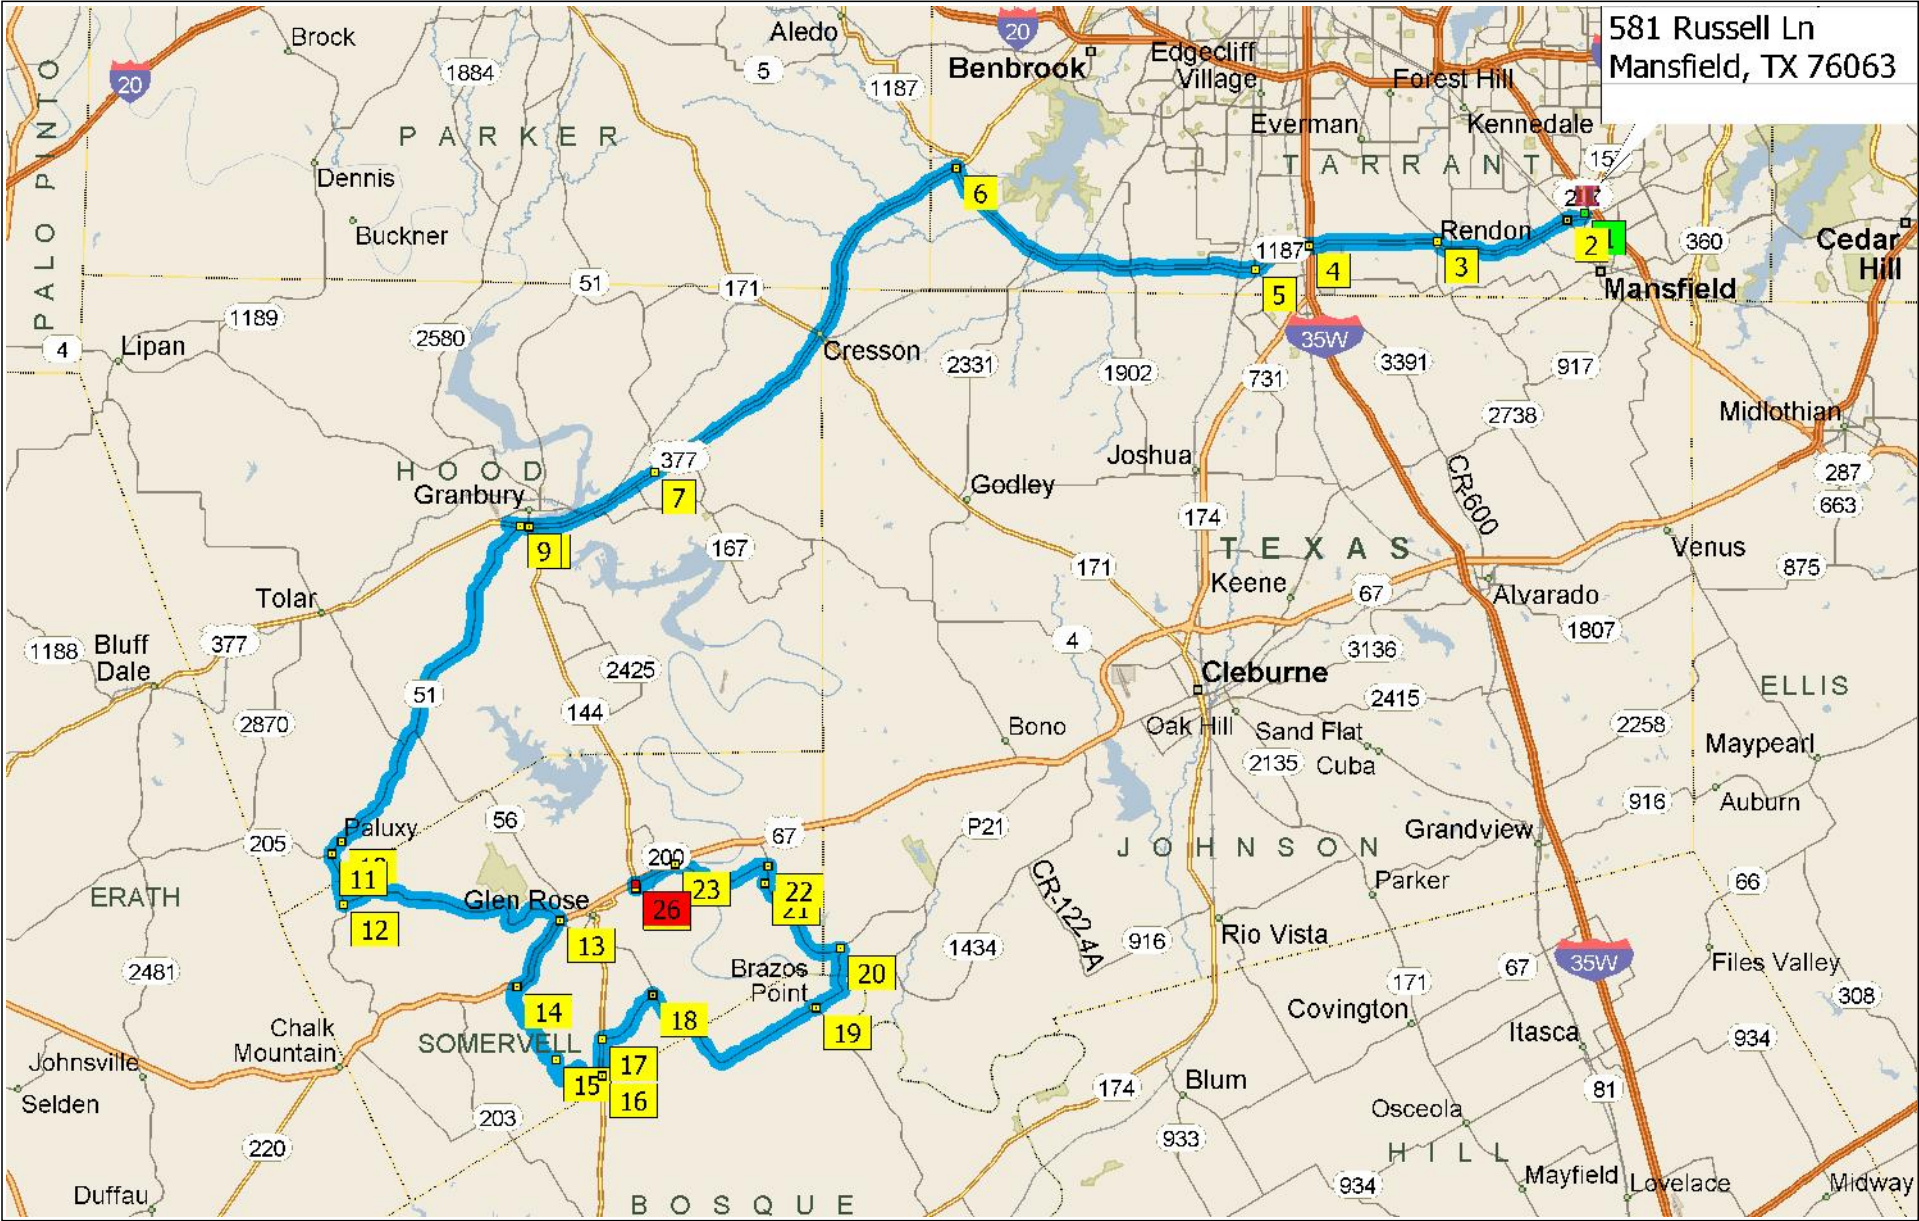 581 Russell Ln
Mansfield, TX 76063
Brock
Aledo
20
Benbrook
Edgecliff
Village
Forest Hill
20
1884
5
1187
Everman
Kennedale
PALO PINTO
PARKER
TARRANT
Dennis
Buckner
6
Rendon
1187
4
3
2
360
Cedar
Hill
5
Mansfield
51
171
1189
2580
4
Lipan
Cresson
35W
3391
917
2331
1902
731
2738
Midlothian
HOOD
377
Granbury
7
Joshua
Godley
CR-600
287
663
174
9
167
TEXAS
Venus
171
Keene
875
67
Alvarado
Tolar
1807
377
1188
Bluff
Dale
4
3136
2425
Cleburne
51
2415
ELLIS
2870
144
Bono
Oak Hill
Sand Flat
2258
Maypearl
2135
Cuba
916
Auburn
56
67
P21
Paluxy
205
JOHNSON
Grandview
200
11
CR-1224A
66
ERATH
Glen Rose
23
22
21
26
Parker
12
13
916
Rio Vista
1434
Brazos
Point
20
2481
67
35W
Files Valley
171
308
14
18
19
Covington
Itasca
Chalk
Mountain
SOMERVELL
934
Johnsville
17
15
16
174
Blum
81
Selden
203
Osceola
220
933
HILL
Duffau
BOSQUE
934
Mayfield
Lovelace
Midway